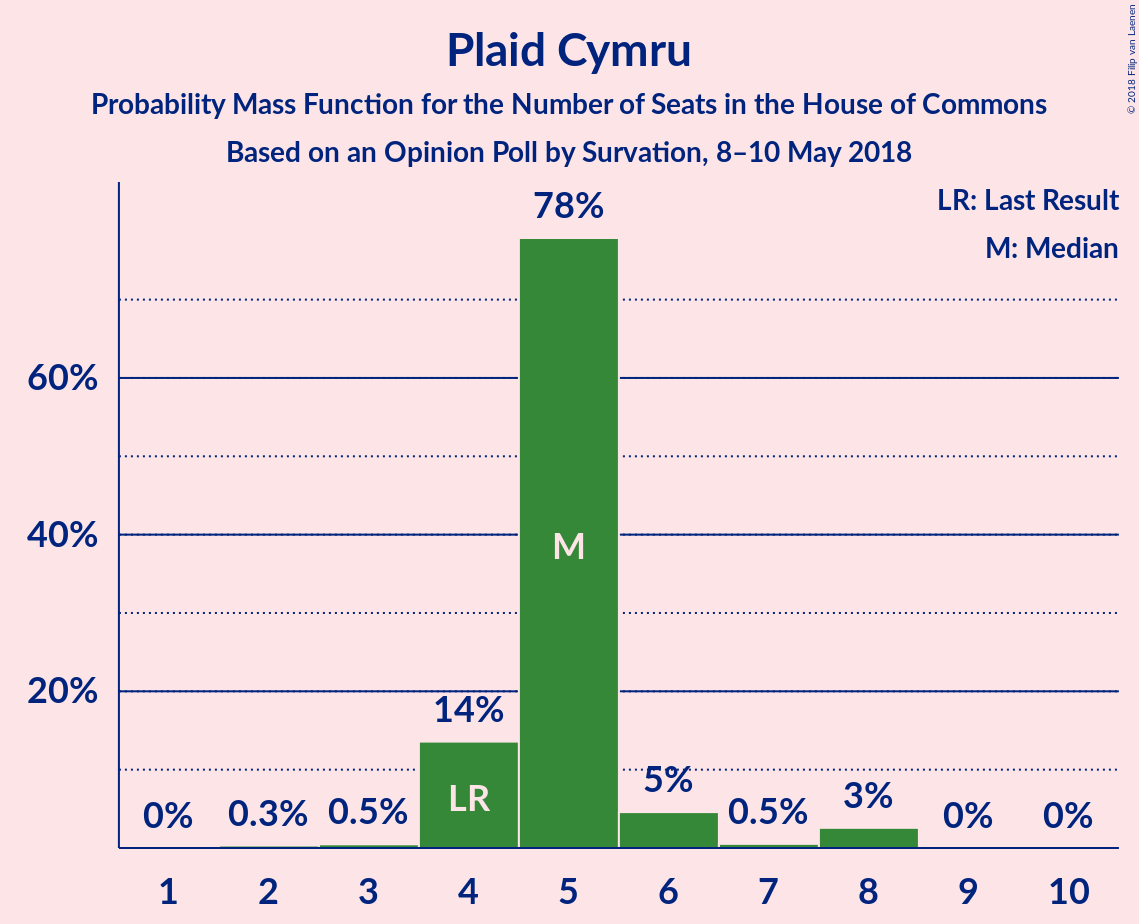 Plaid Cymru
Probability Mass Function for the Number of Seats in the House of Commons
Based on an Opinion Poll by Survation, 8–10 May 2018
© 2018 Filip van Laenen
LR: Last Result
M: Median
60%
40%
20%
0%
0.3%
0.5%
14%
78%
5%
0.5%
3%
0%
0%
LR
M
1
2
3
4
5
6
7
8
9
10